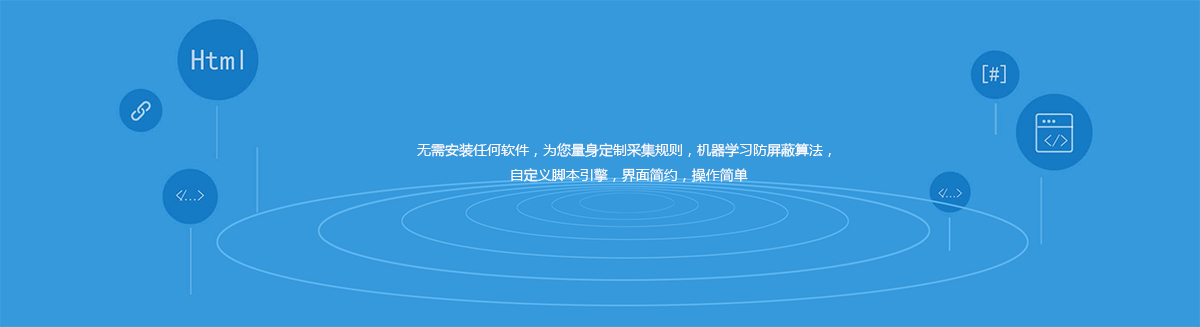 Html
[#]
</>
</...>
</...>
无需安装任何软件，为您量身定制采集规则，机器学习防屏蔽算法，
自定义脚本引擎，界面简约，操作简单